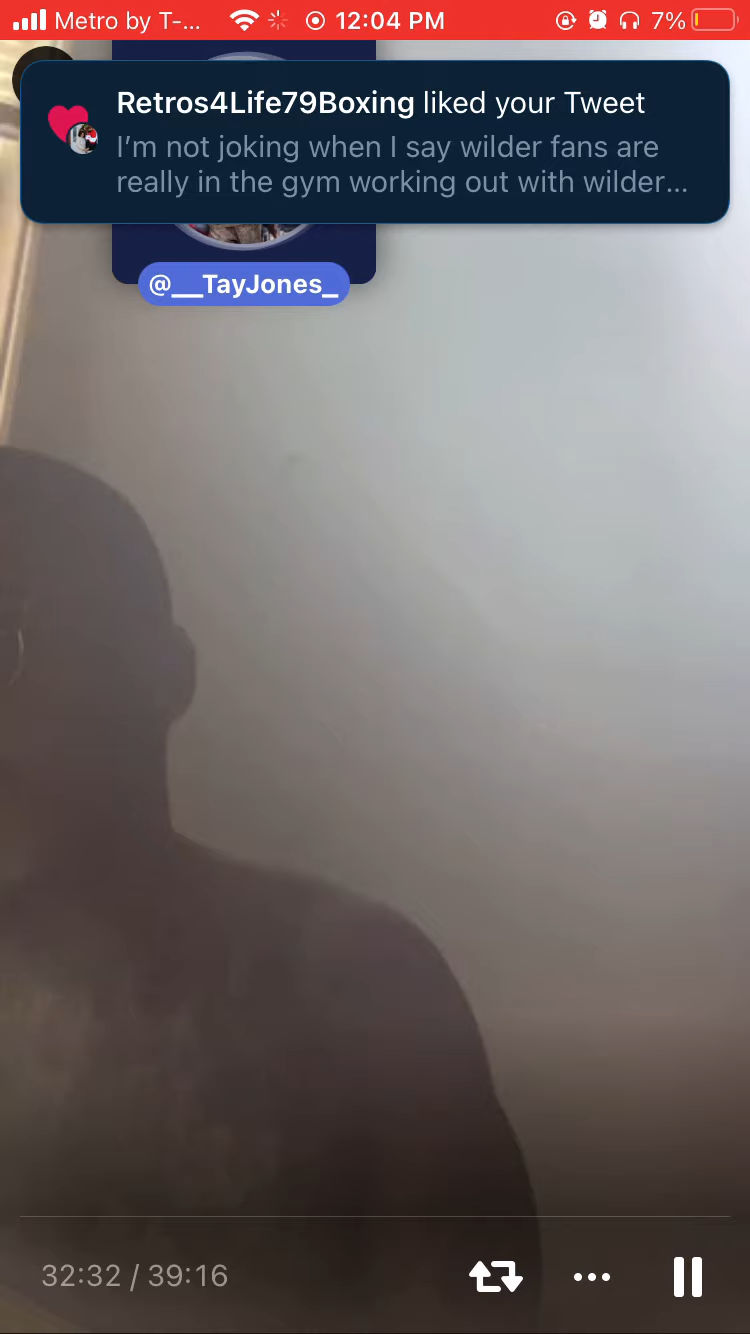 Metro by T-... 12:04 PM 7%
Retros4Life79Boxing liked your Tweet
I’m not joking when I say wilder fans are
really in the gym working out with wilder...
@__TayJones_
32:32 / 39:16